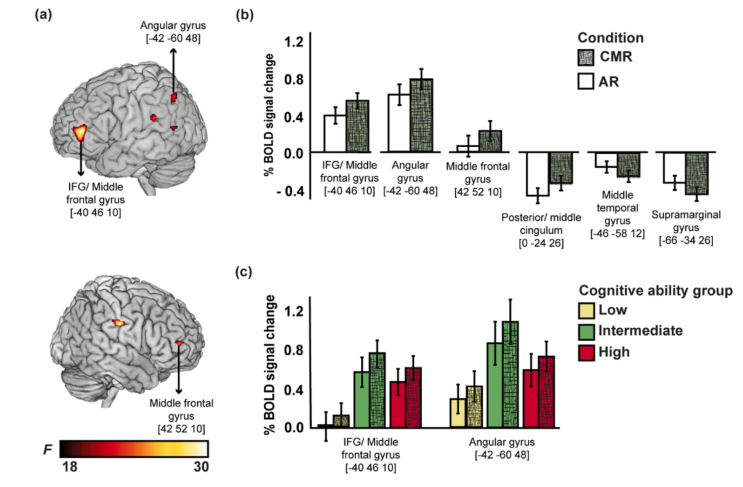 (a)
Angular gyrus
[-42 -60 48]
IFG/ Middle
frontal gyrus
[-40 46 10]
Middle frontal
gyrus
[42 52 10]
F
18
30
(b)
% BOLD signal change
1.2
0.8
0.4
0.0
- 0.4
IFG/ Middle
frontal gyrus
[-40 46 10]
Angular
gyrus
[-42 -60 48]
Middle frontal
gyrus
[42 52 10]
Posterior/ middle
cingulum
[0 -24 26]
Middle
temporal
gyrus
[-46 -58 12]
Supramarginal
gyrus
[-66 -34 26]
Condition
CMR
AR
(c)
% BOLD signal change
1.2
0.8
0.4
0.0
IFG/ Middle
frontal gyrus
[-40 46 10]
Angular gyrus
[-42 -60 48]
Cognitive ability group
Low
Intermediate
High